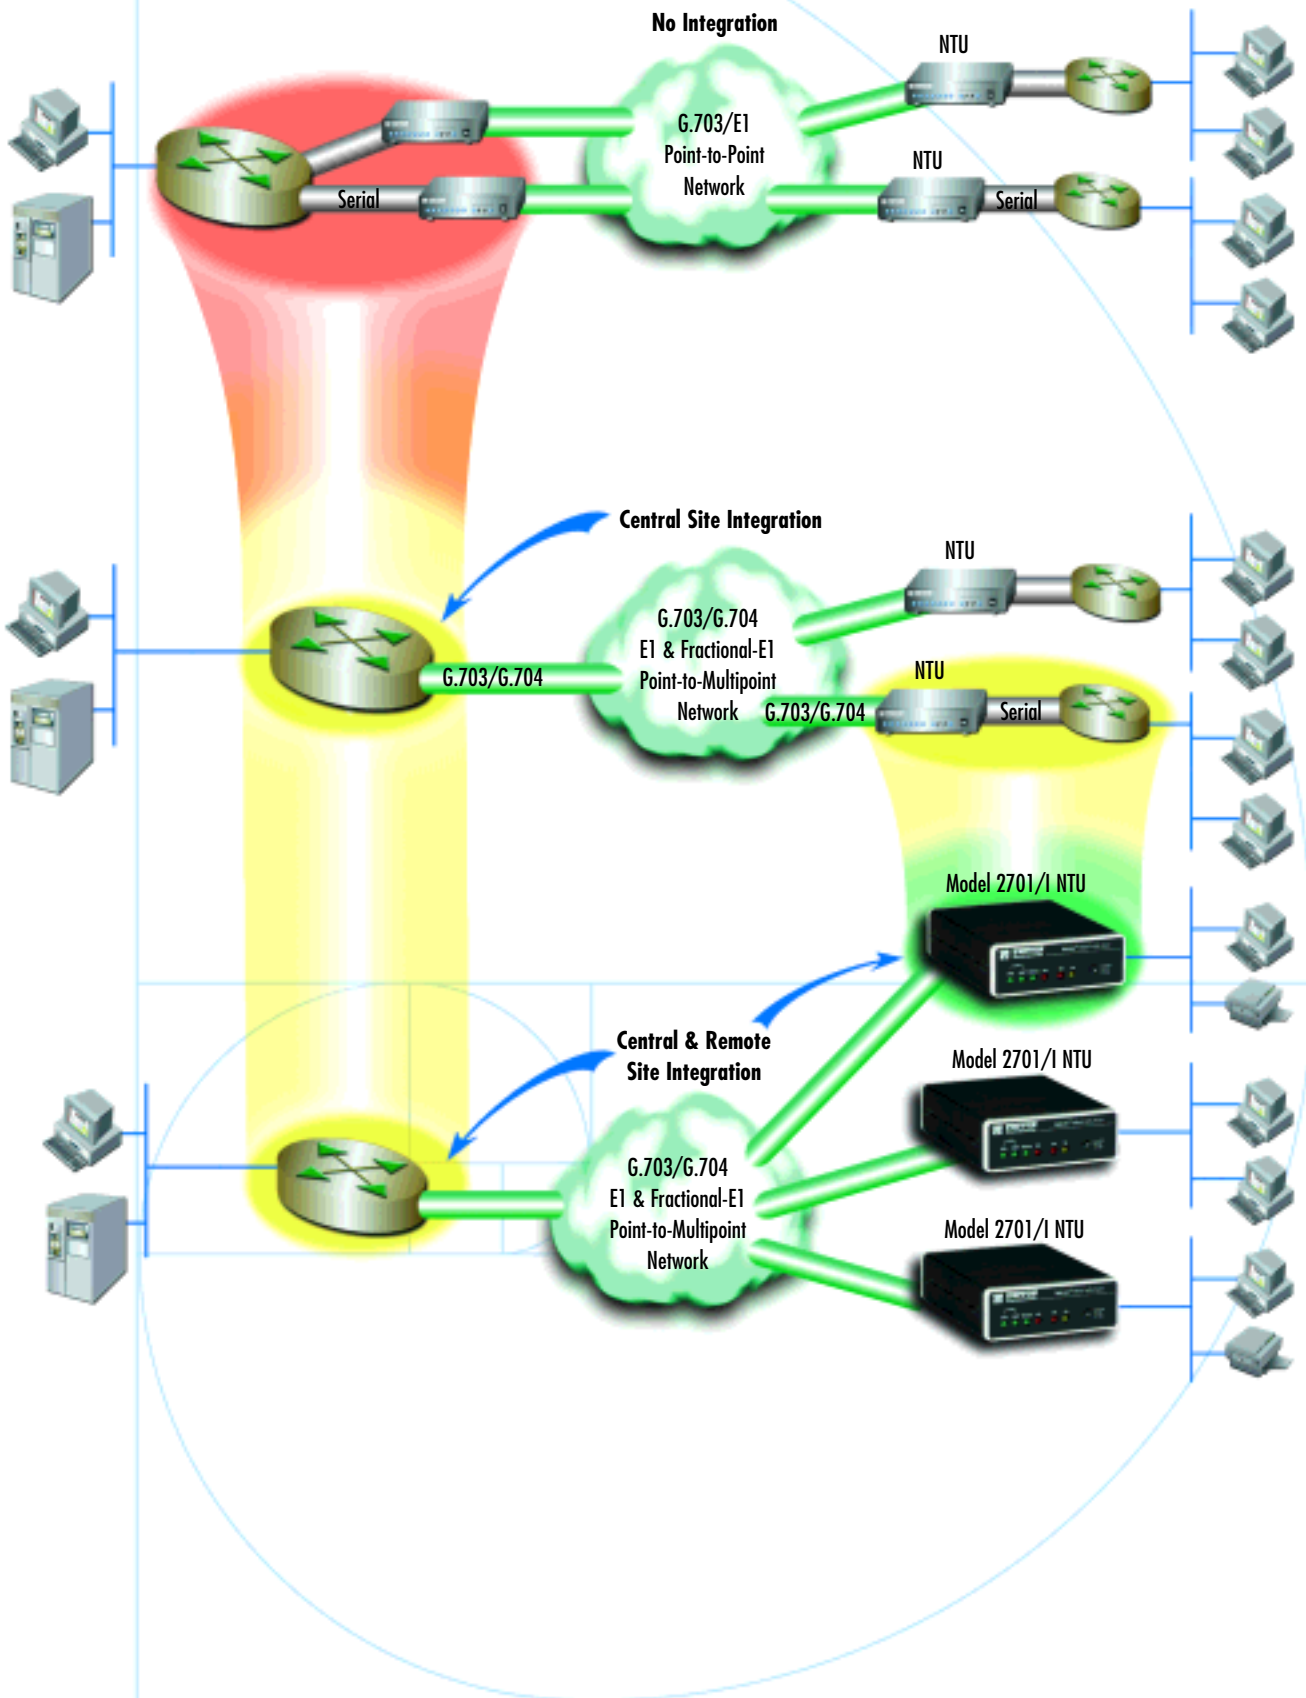 No Integration
NTU
G.703/E1
Point-to-Point
Network
NTU
Serial
Serial
Central Site Integration
NTU
G.703/G.704
E1 & Fractional-E1
Point-to-Multipoint
Network
G.703/G.704
NTU
G.703/G.704
Serial
Model 2701/I NTU
Central & Remote
Site Integration
Model 2701/I NTU
G.703/G.704
E1 & Fractional-E1
Point-to-Multipoint
Network
Model 2701/I NTU